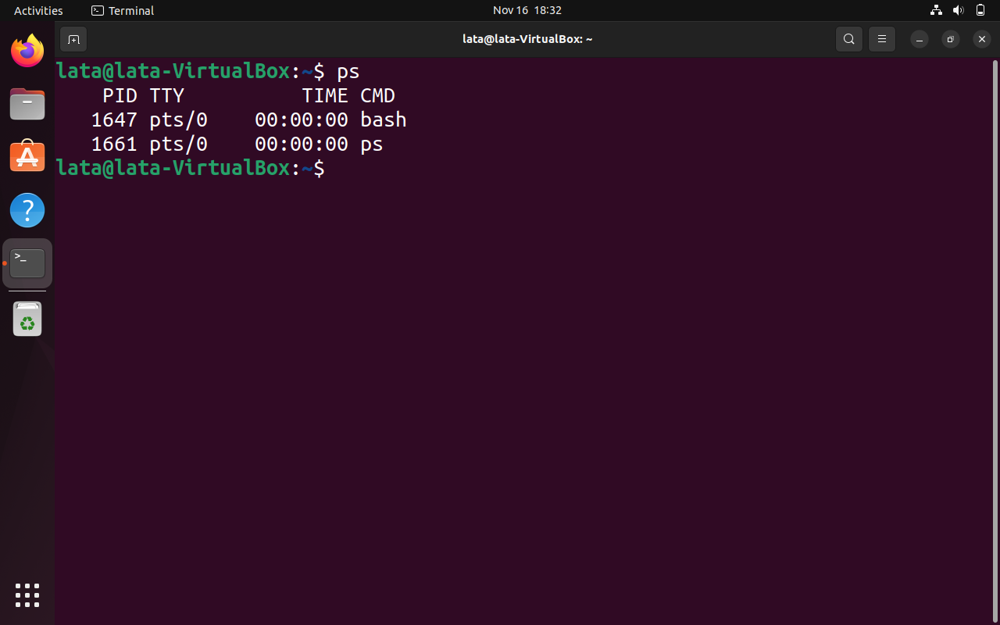 Activities Terminal Nov 16 18:32
lata@lata-VirtualBox: ~
lata@lata-VirtualBox:~$ ps
    PID TTY          TIME CMD
   1647 pts/0    00:00:00 bash
   1661 pts/0    00:00:00 ps
lata@lata-VirtualBox:~$